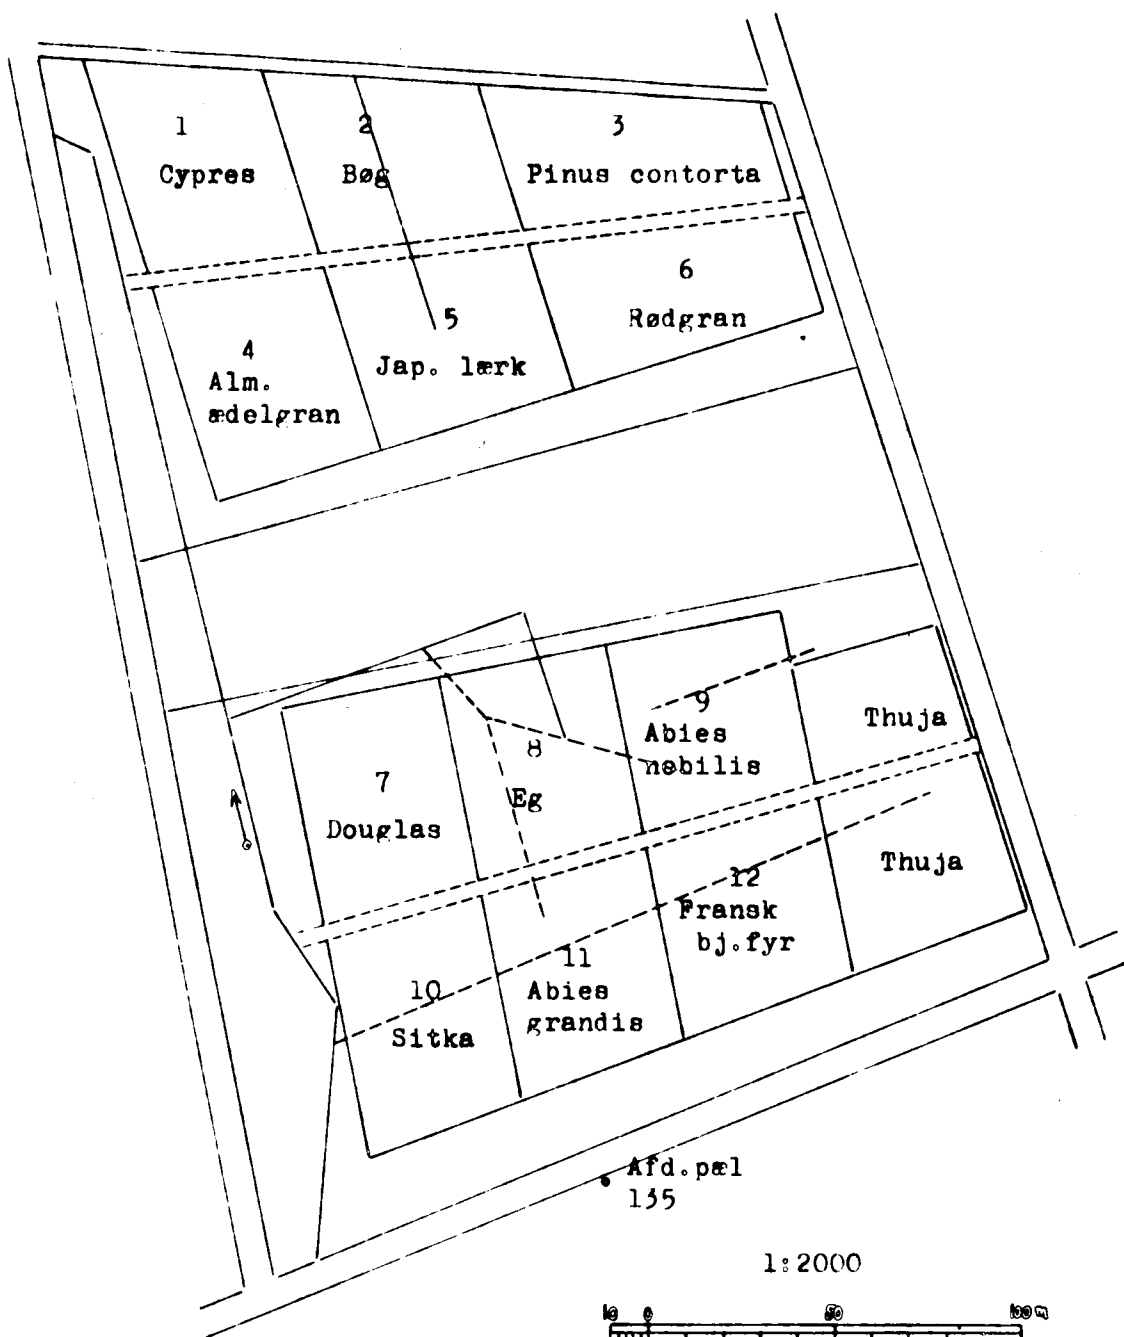 1
Cypres
2
Bøg
3
Pinus contorta
4
Alm.
ædelgran
5
Jap. lærk
6
Rødgran
7
Douglas
8
Eg
9
Abies
nobilis
Thuja
10
Sitka
11
Abies
grandis
12
Fransk
bj.fyr
Thuja
Afd.pæl
135
1:2000
10 0 50 100 m